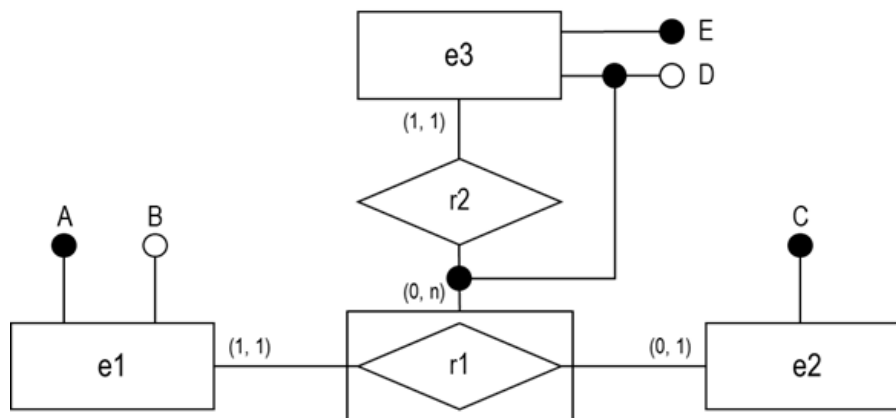 E
e3
D
(1, 1)
r2
A
B
C
(0, n)
e1
(1, 1)
r1
(0, 1)
e2